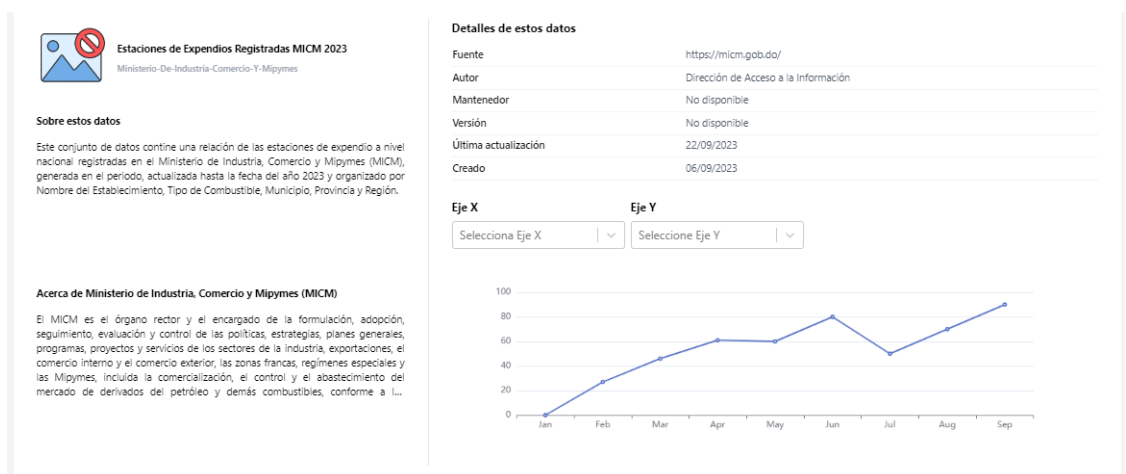 Estaciones de Expendios Registradas MICM 2023
Ministerio-De-Industria-Comercio-Y-Mipymes
Sobre estos datos
Este conjunto de datos contine una relación de las estaciones de expendio a nivel
nacional registradas en el Ministerio de Industria, Comercio y Mipymes (MICM),
generada en el periodo, actualizada hasta la fecha del año 2023 y organizado por
Nombre del Establecimiento, Tipo de Combustible, Municipio, Provincia y Región.
Acerca de Ministerio de Industria, Comercio y Mipymes (MICM)
El MICM es el órgano rector y el encargado de la formulación, adopción,
seguimiento, evaluación y control de las políticas, estrategias, planes generales,
programas, proyectos y servicios de los sectores de la industria, exportaciones, el
comercio interno y el comercio exterior, las zonas francas, regímenes especiales y
las Mipymes, incluida la comercialización, el control y el abastecimiento del
mercado de derivados del petróleo y demás combustibles, conforme a l...
Detalles de estos datos
Fuente https://micm.gob.do/
Autor Dirección de Acceso a la Información
Mantenedor No disponible
Versión No disponible
Última actualización 22/09/2023
Creado 06/09/2023
Eje X Eje Y
Selecciona Eje X Seleccione Eje Y
100
80
60
40
20
0
Jan Feb Mar Apr May Jun Jul Aug Sep